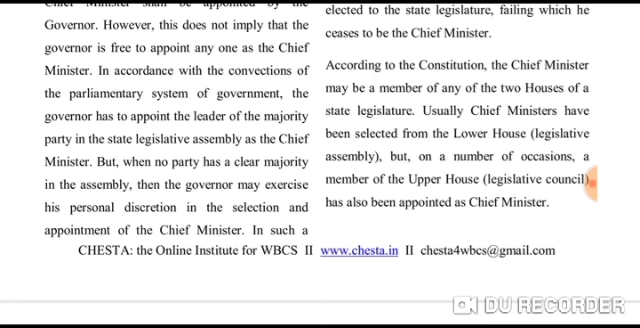 Chief Minister shall be appointed by the
Governor. However, this does not imply that the
governor is free to appoint any one as the Chief
Minister. In accordance with the convections of
the parliamentary system of government, the
governor has to appoint the leader of the majority
party in the state legislative assembly as the Chief
Minister. But, when no party has a clear majority
in the assembly, then the governor may exercise
his personal discretion in the selection and
appointment of the Chief Minister. In such a
elected to the state legislature, failing which he
ceases to be the Chief Minister.
According to the Constitution, the Chief Minister
may be a member of any of the two Houses of a
state legislature. Usually Chief Ministers have
been selected from the Lower House (legislative
assembly), but, on a number of occasions, a
member of the Upper House (legislative council)
has also been appointed as Chief Minister.
CHESTA: the Online Institute for WBCS II www.chesta.in II chesta4wbcs@gmail.com
DU RECORDER